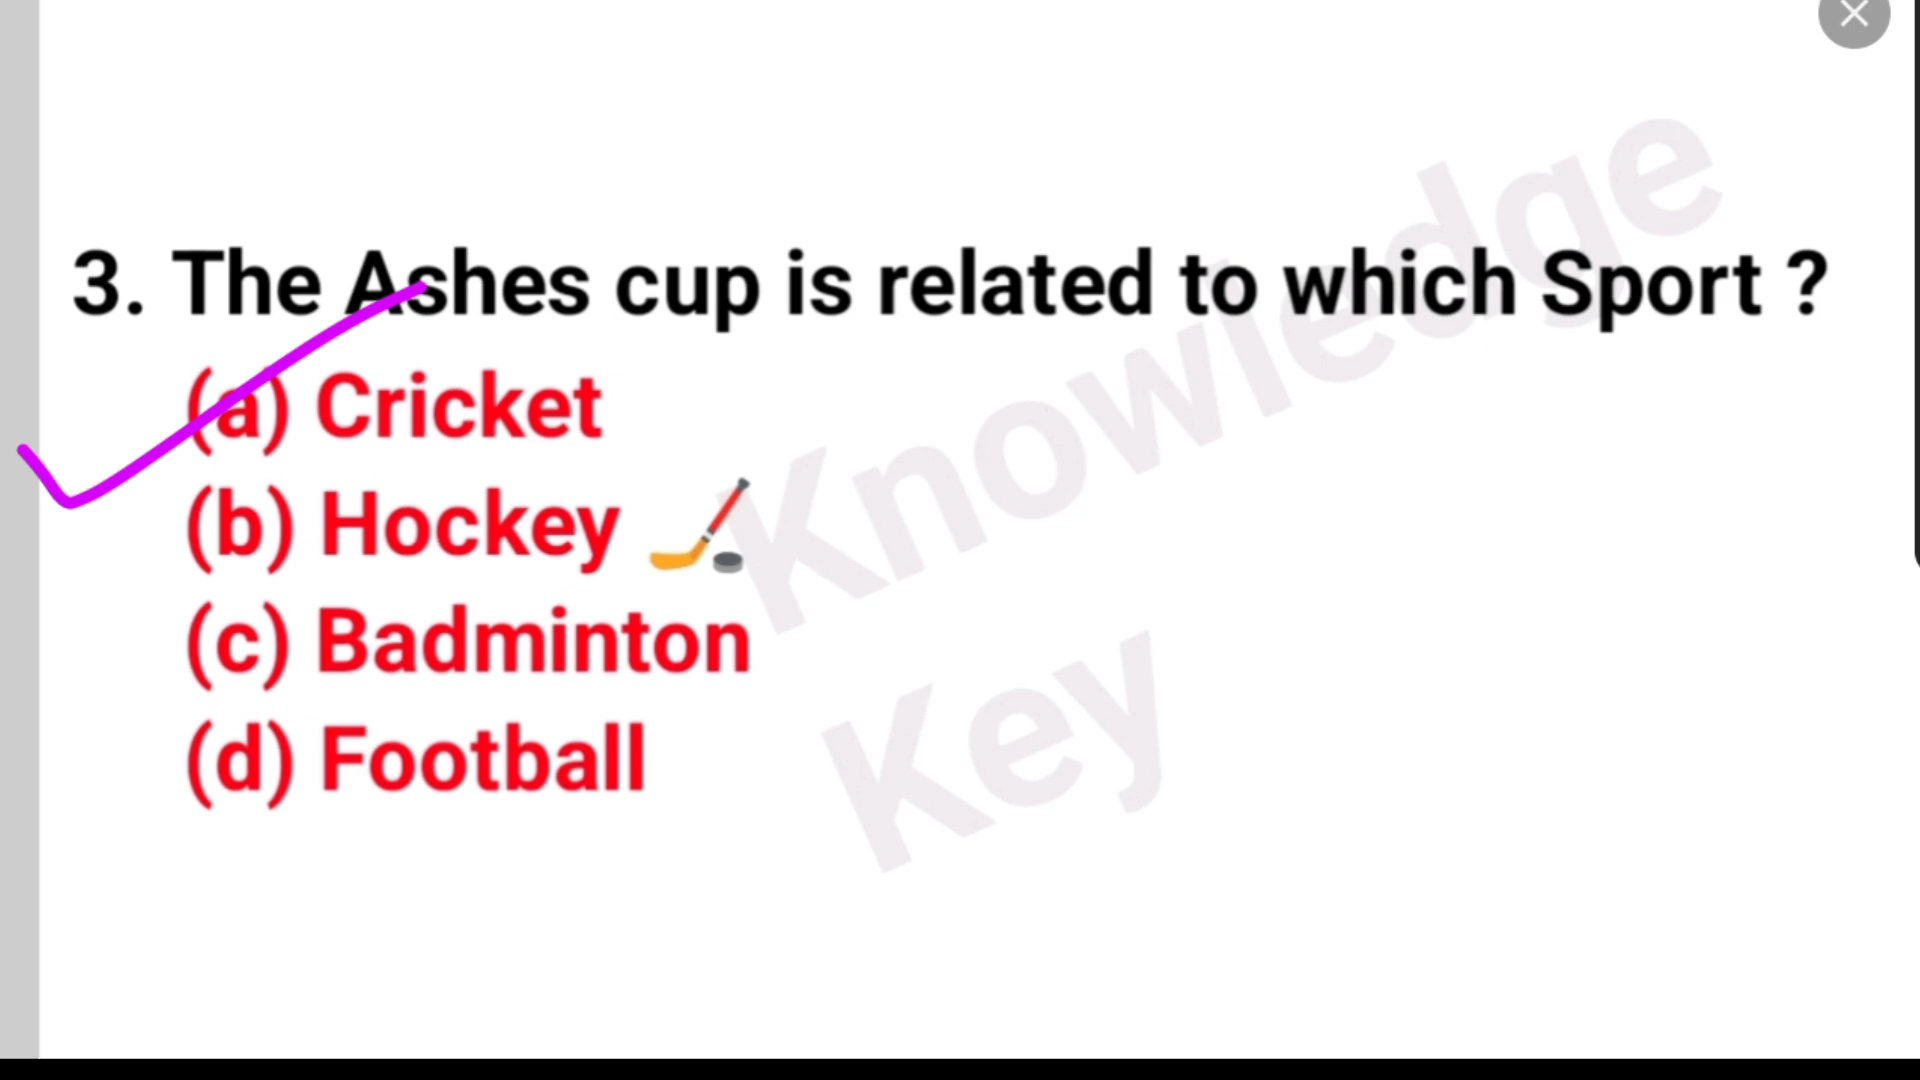 3. The Ashes cup is related to which Sport ?
(a) Cricket
(b) Hockey
(c) Badminton
(d) Football
Knowledge
Key